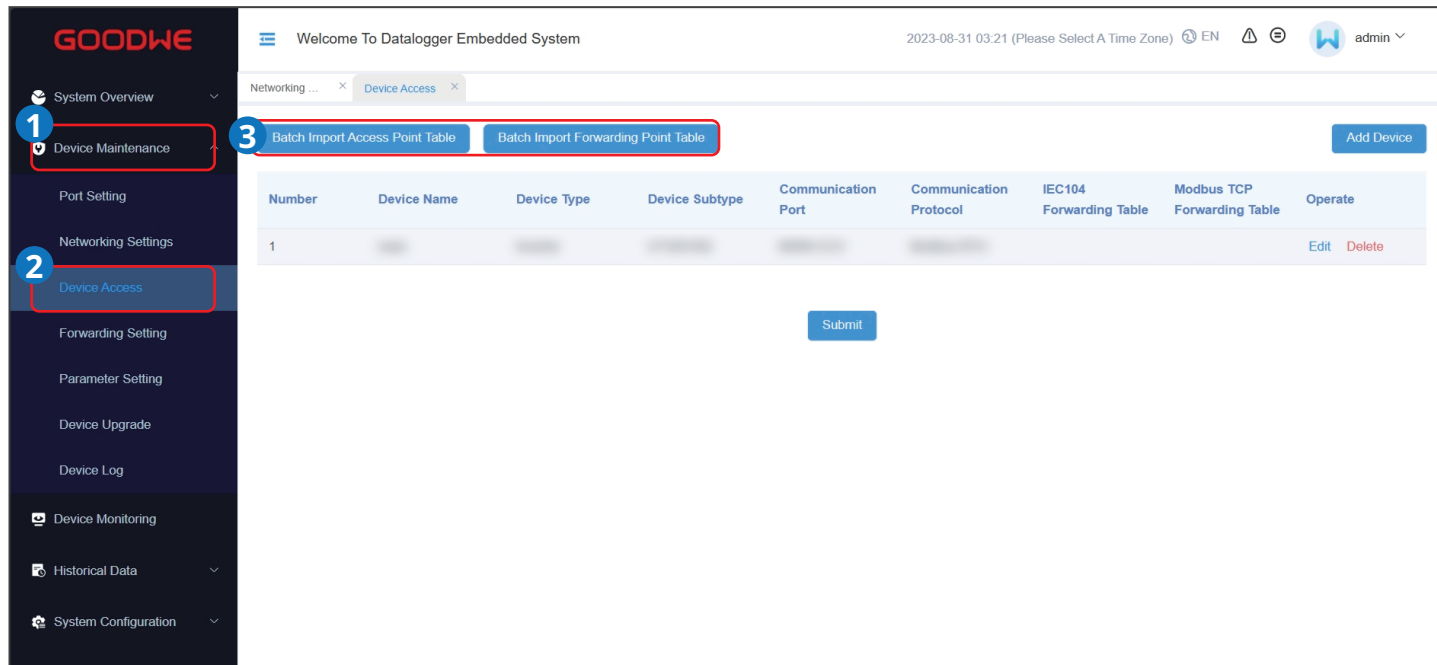 GOODWE
Welcome To Datalogger Embedded System
2023-08-31 03:21 (Please Select A Time Zone) EN
admin
Networking ... × Device Access ×
System Overview
1
Device Maintenance
Port Setting
Networking Settings
2
Device Access
Forwarding Setting
Parameter Setting
Device Upgrade
Device Log
Device Monitoring
Historical Data
System Configuration
3
Batch Import Access Point Table
Batch Import Forwarding Point Table
Add Device
Number Device Name Device Type Device Subtype Communication Port Communication Protocol IEC104 Forwarding Table Modbus TCP Forwarding Table Operate
1 Edit Delete
Submit